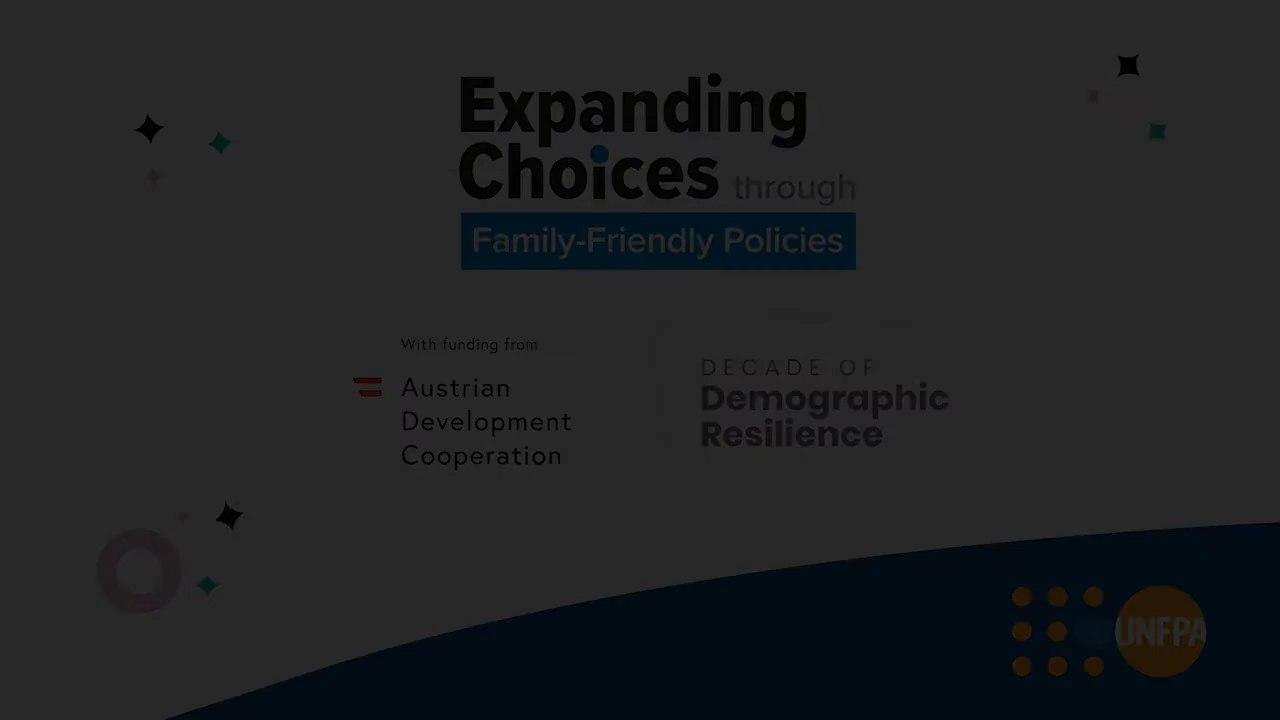 Expanding
Choices through
Family-Friendly Policies
With funding from
Austrian
Development
Cooperation
DECADE OF
Demographic
Resilience
UNFPA